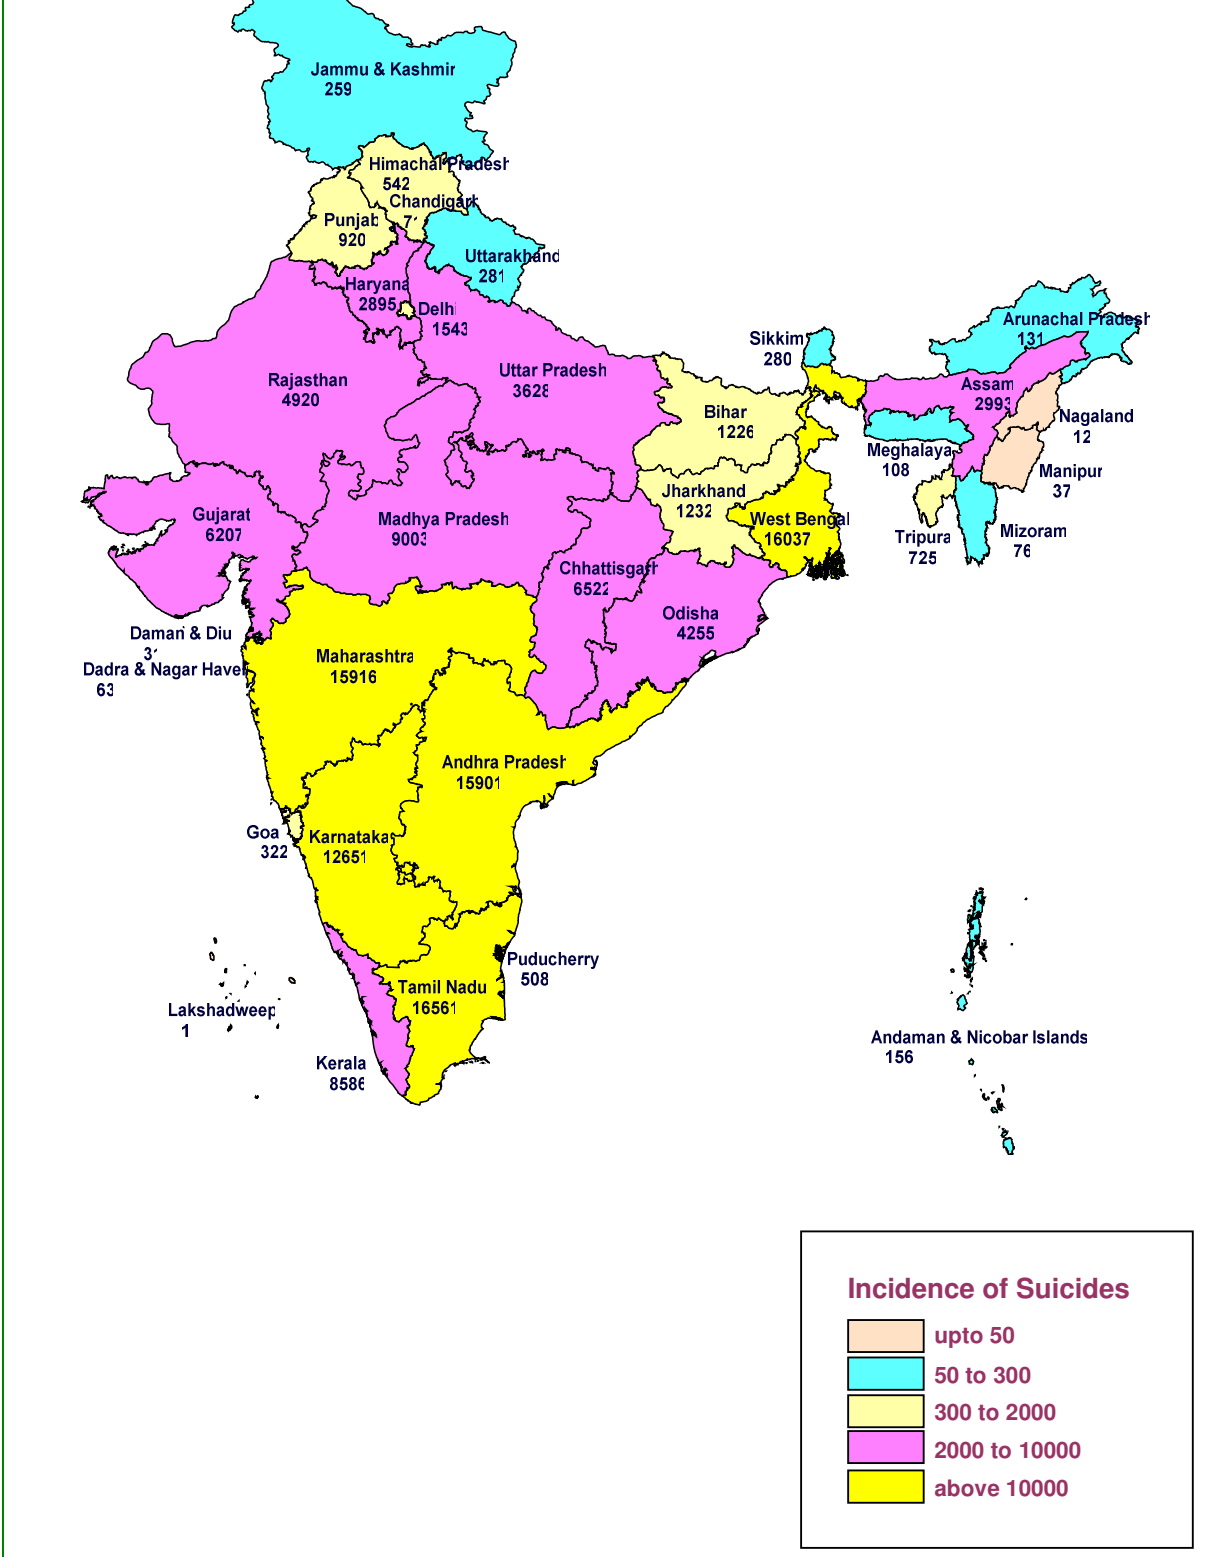 Jammu & Kashmir
259
Himachal Pradesh
542
Chandigarh
Punjab
920
Uttarakhand
281
Haryana
2895
Delhi
1543
Sikkim
280
Arunachal Pradesh
131
Rajasthan
4920
Uttar Pradesh
3628
Bihar
1226
Assam
2993
Nagaland
12
Meghalaya
108
Manipur
37
Gujarat
6207
Madhya Pradesh
9003
Jharkhand
1232
West Bengal
16037
Tripura
725
Mizoram
76
Chhattisgarh
6522
Odisha
4255
Daman & Diu
Dadra & Nagar Haveli
63
Maharashtra
15916
Andhra Pradesh
15901
Goa
322
Karnataka
12651
Puducherry
508
Lakshadweep
1
Tamil Nadu
16561
Kerala
8586
Andaman & Nicobar Islands
156
Incidence of Suicides
upto 50
50 to 300
300 to 2000
2000 to 10000
above 10000